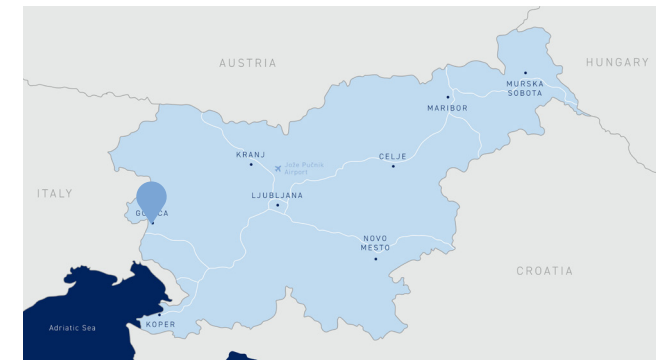 AUSTRIA
HUNGARY
MURSKA
SOBOTA
MARIBOR
KRANJ
Jože Pučnik
Airport
CELJE
ITALY
LJUBLJANA
NOVO
MESTO
CROATIA
Adriatic Sea
KOPER